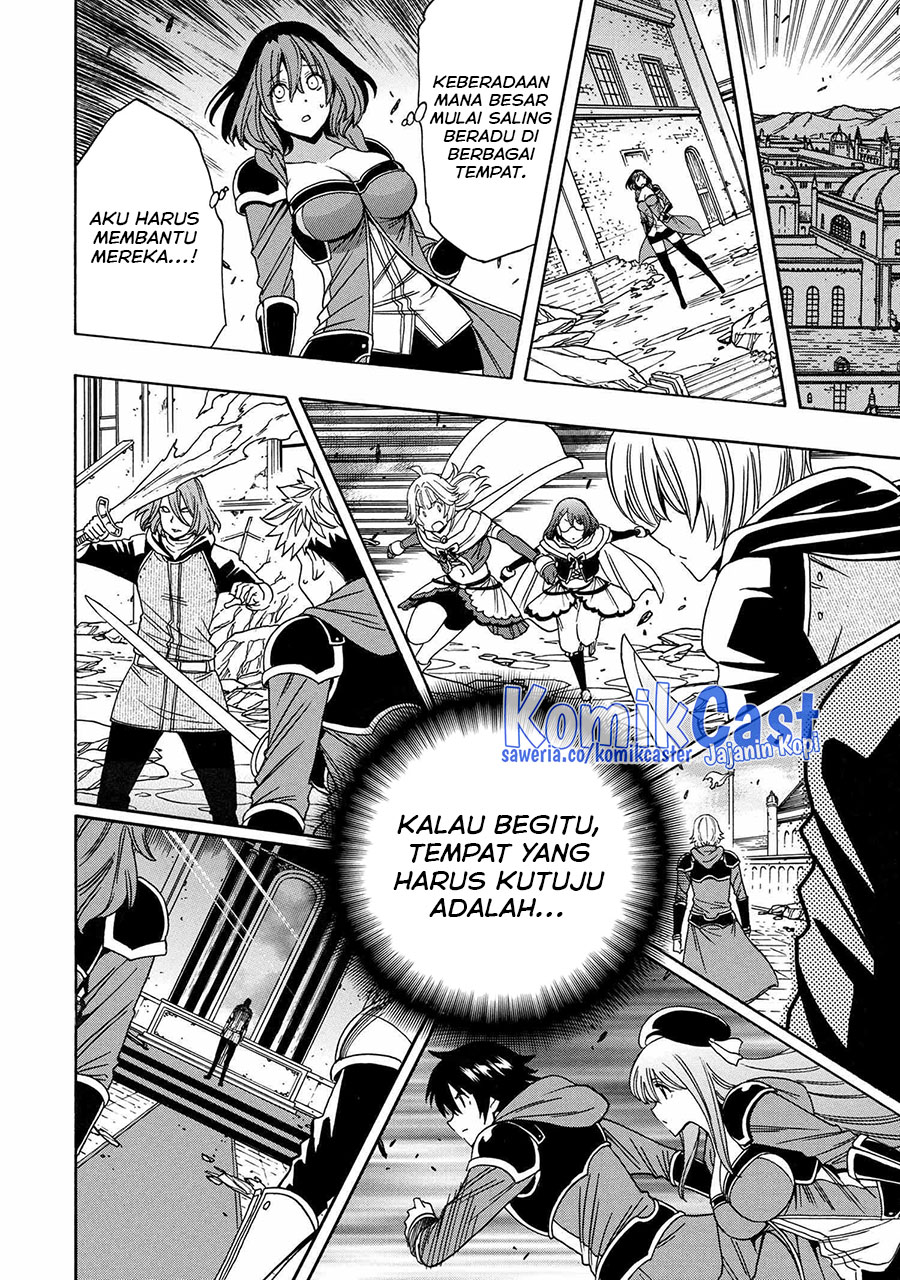 KEBERADAAN
MANA BESAR
MULAI SALING
BERADU DI
BERBAGAI
TEMPAT.
AKU HARUS
MEMBANTU
MEREKA...!
KomikCast
saweria.co/komikcaster Jajanin Kopi
KALAU BEGITU,
TEMPAT YANG
HARUS KUTUJU
ADALAH...